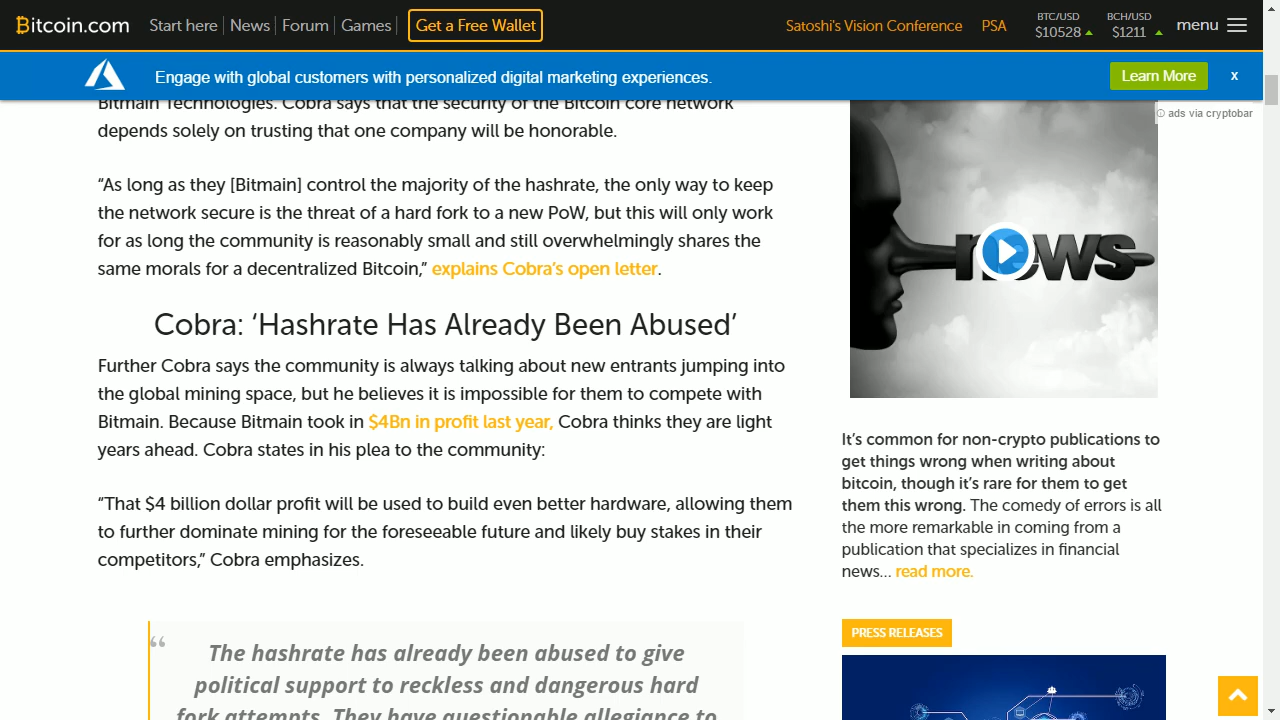 Bitcoin.com
Start here
News
Forum
Games
Get a Free Wallet
Satoshi's Vision Conference
PSA
BTC/USD
$10528
BCH/USD
$1211
menu
Engage with global customers with personalized digital marketing experiences.
Learn More
x
ads via cryptobar
Bitmain Technologies. Cobra says that the security of the Bitcoin core network
depends solely on trusting that one company will be honorable.
“As long as they [Bitmain] control the majority of the hashrate, the only way to keep
the network secure is the threat of a hard fork to a new PoW, but this will only work
for as long the community is reasonably small and still overwhelmingly shares the
same morals for a decentralized Bitcoin,” explains Cobra’s open letter.
Cobra: ‘Hashrate Has Already Been Abused’
Further Cobra says the community is always talking about new entrants jumping into
the global mining space, but he believes it is impossible for them to compete with
Bitmain. Because Bitmain took in $4Bn in profit last year, Cobra thinks they are light
years ahead. Cobra states in his plea to the community:
“That $4 billion dollar profit will be used to build even better hardware, allowing them
to further dominate mining for the foreseeable future and likely buy stakes in their
competitors,” Cobra emphasizes.
“
The hashrate has already been abused to give
political support to reckless and dangerous hard
fork attempts. They have questionable allegiance to
news
It’s common for non-crypto publications to
get things wrong when writing about
bitcoin, though it’s rare for them to get
them this wrong. The comedy of errors is all
the more remarkable in coming from a
publication that specializes in financial
news... read more.
PRESS RELEASES